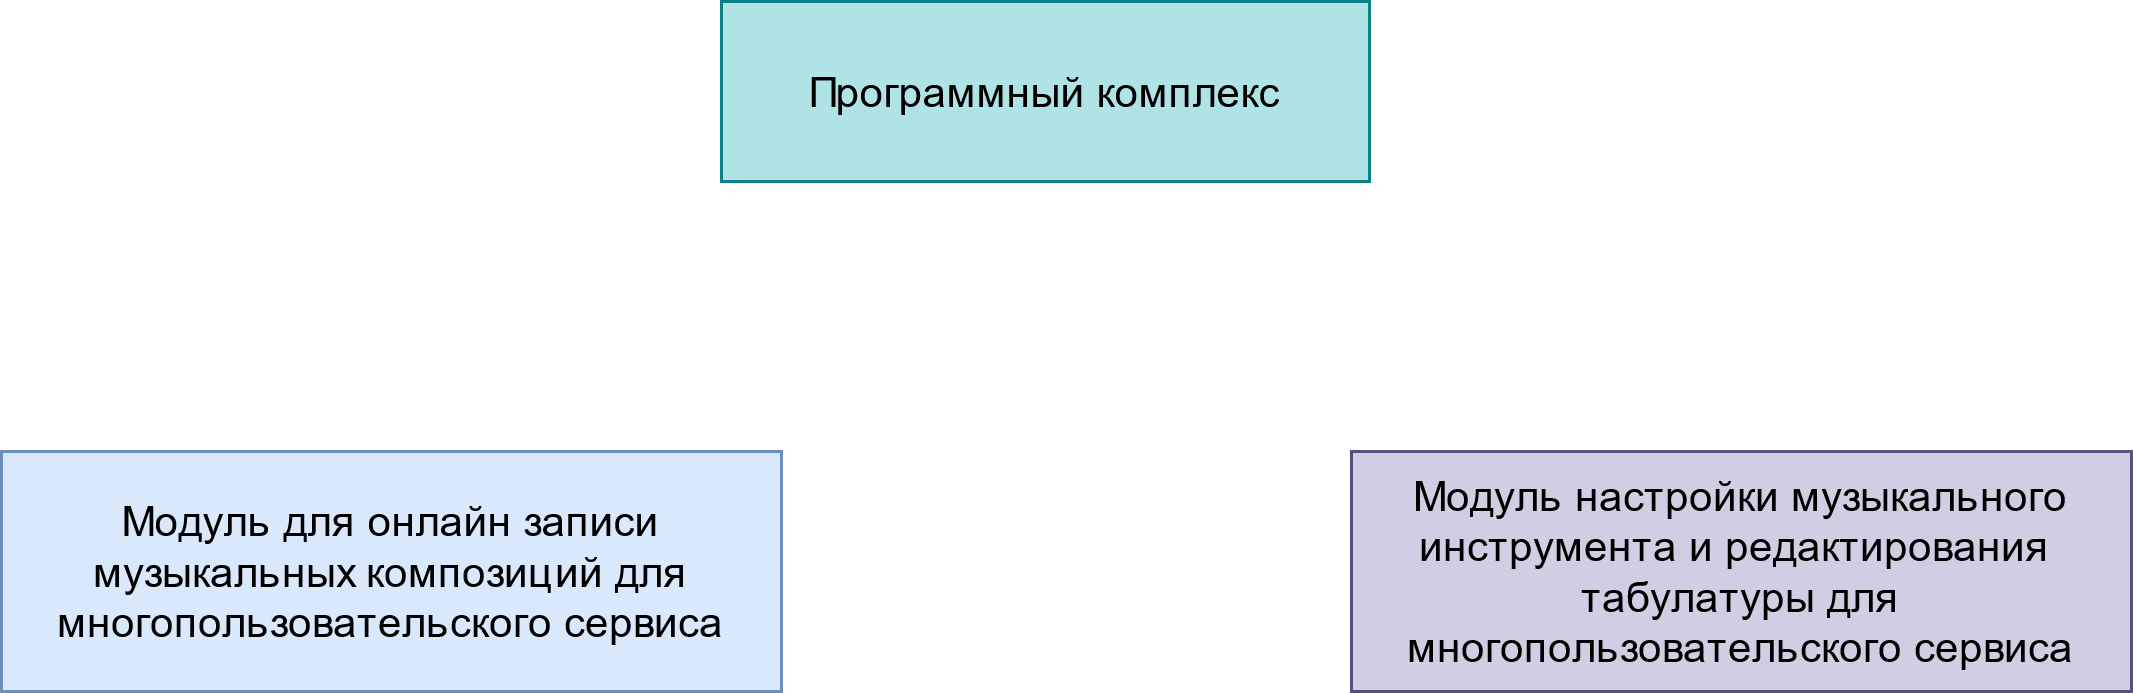 Программный комплекс
Модуль для онлайн записи
музыкальных композиций для
многопользовательского сервиса
Модуль настройки музыкального
инструмента и редактирования
табулатуры для
многопользовательского сервиса